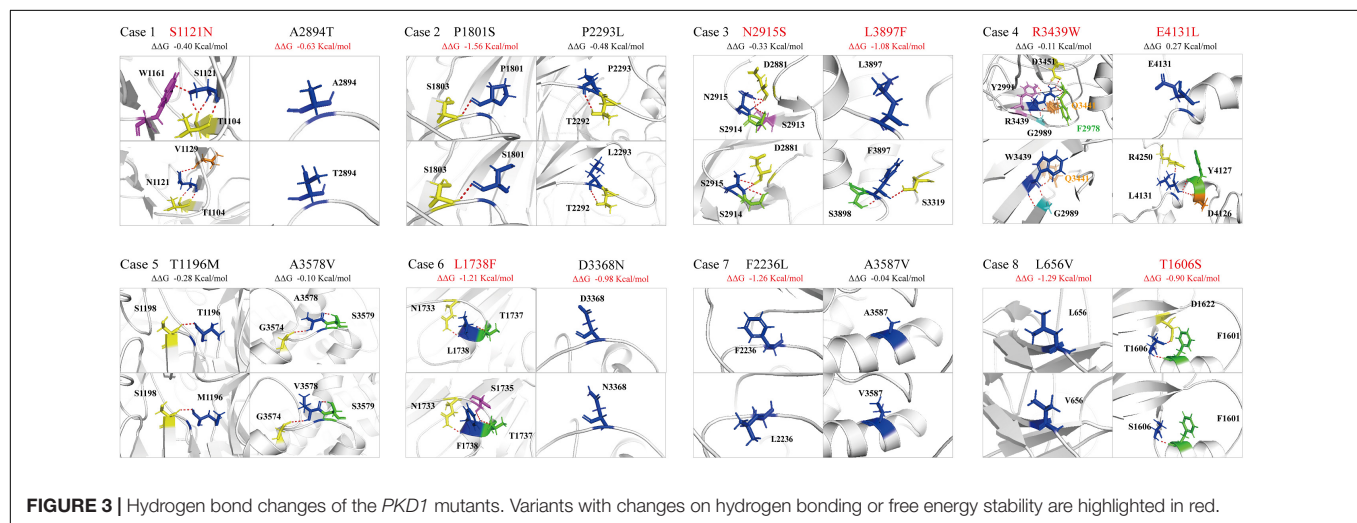 Case 1 S1121N A2894T
ΔΔG -0.40 Kcal/mol ΔΔG -0.63 Kcal/mol
W1161 S1121
T1104
A2894
V1129
N1121
T1104
T2894
Case 2 P1801S P2293L
ΔΔG -1.56 Kcal/mol ΔΔG -0.48 Kcal/mol
P1801
S1803
P2293
T2292
S1801
S1803
L2293
T2292
Case 3 N2915S L3897F
ΔΔG -0.33 Kcal/mol ΔΔG -1.08 Kcal/mol
D2881
N2915
S2914 S2913
L3897
D2881
S2915
S2914
F3897
S3898 S3319
Case 4 R3439W E4131L
ΔΔG -0.11 Kcal/mol ΔΔG 0.27 Kcal/mol
D3451
Y2991
R3439
G2989 F2978
E4131
W3439
G2989
R4250
Y4127
L4131
D4126
Case 5 T1196M A3578V
ΔΔG -0.28 Kcal/mol ΔΔG -0.10 Kcal/mol
S1198 T1196
A3578
G3574 S3579
S1198
M1196
V3578
G3574 S3579
Case 6 L1738F D3368N
ΔΔG -1.21 Kcal/mol ΔΔG -0.98 Kcal/mol
N1733
T1737
L1738
D3368
S1735
N1733
T1737
F1738
N3368
Case 7 F2236L A3587V
ΔΔG -1.26 Kcal/mol ΔΔG -0.04 Kcal/mol
F2236
A3587
L2236
V3587
Case 8 L656V T1606S
ΔΔG -1.29 Kcal/mol ΔΔG -0.90 Kcal/mol
L656
D1622
T1606 F1601
V656
S1606 F1601
FIGURE 3 | Hydrogen bond changes of the PKD1 mutants. Variants with changes on hydrogen bonding or free energy stability are highlighted in red.